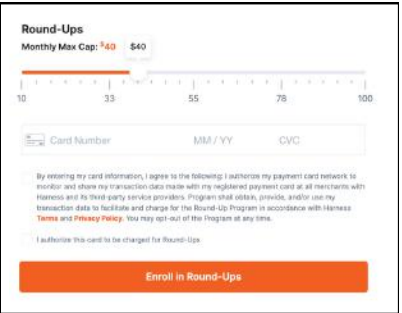 Round-Ups
Monthly Max Cap: $40 $40
10 33 55 78 100
Card Number MM / YY CVC
By entering my card information, I agree to the following: I authorize my payment card network to
monitor and share my transaction data made with my registered payment card at all merchants with
Harness and its third-party service providers. Program shall obtain, provide, and/or use my
transaction data to facilitate and charge for the Round-Up Program in accordance with Harness
Terms and Privacy Policy. You may opt-out of the Program at any time.
I authorize this card to be charged for Round-Ups
Enroll in Round-Ups